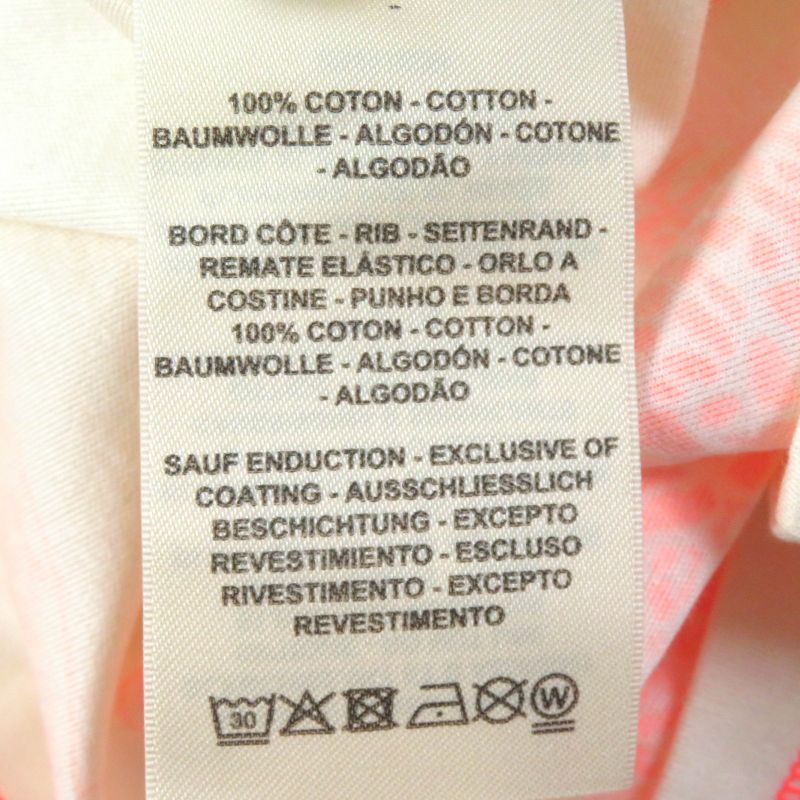 100% COTON - COTTON -
BAUMWOLLE - ALGODÓN - COTONE
- ALGODÃO
BORD CÔTE - RIB - SEITENRAND -
REMATE ELÁSTICO - ORLO A
COSTINE - PUNHO E BORDA
100% COTON - COTTON -
BAUMWOLLE - ALGODÓN - COTONE
- ALGODÃO
SAUF ENDUCTION - EXCLUSIVE OF
COATING - AUSSCHLIESSLICH
BESCHICHTUNG - EXCEPTO
REVESTIMIENTO - ESCLUSO
RIVESTIMENTO - EXCEPTO
REVESTIMENTO
30 W